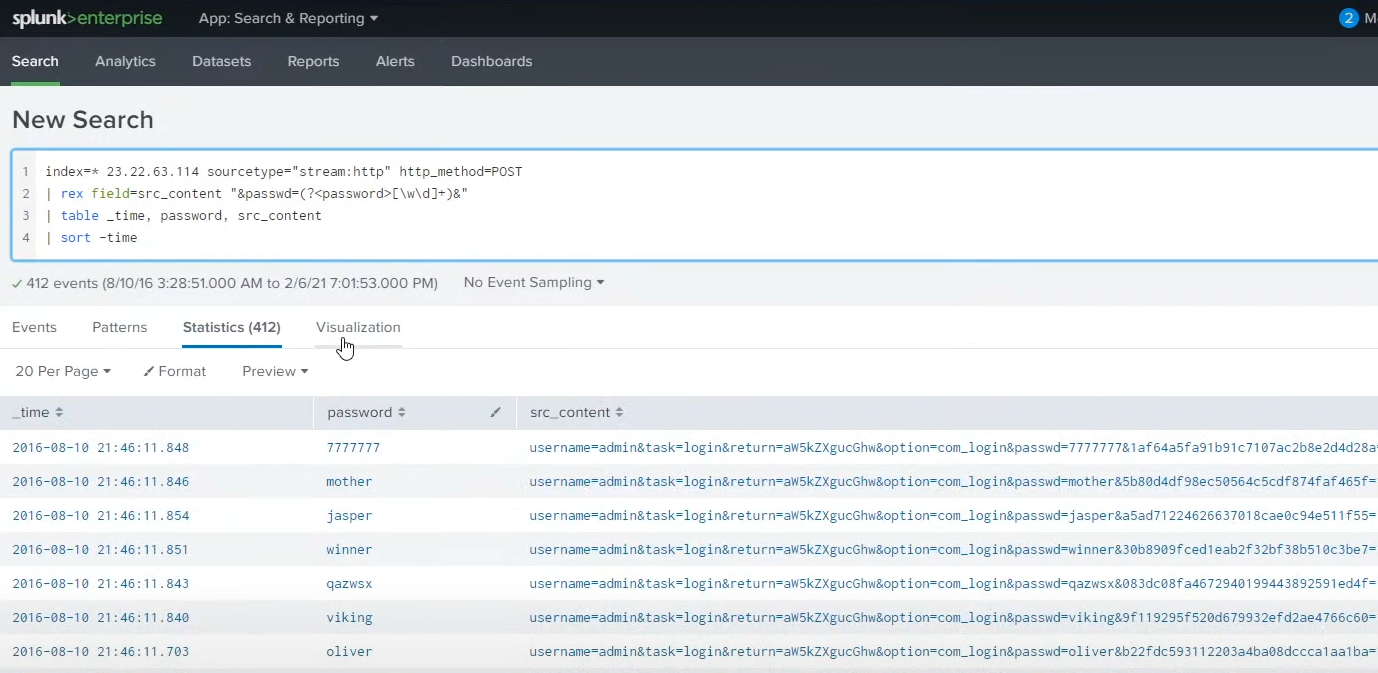 splunk>enterprise App: Search & Reporting 2
Search Analytics Datasets Reports Alerts Dashboards
New Search
1 index=* 23.22.63.114 sourcetype="stream:http" http_method=POST
2 | rex field=src_content "&passwd=(?<password>[\w\d]+)&"
3 | table _time, password, src_content
4 | sort -time
412 events (8/10/16 3:28:51.000 AM to 2/6/21 7:01:53.000 PM) No Event Sampling
Events Patterns Statistics (412) Visualization
20 Per Page Format Preview
_time password src_content
2016-08-10 21:46:11.848 7777777 username=admin&task=login&return=aW5kZXgucGhw&option=com_login&passwd=7777777&1af64a5fa91b91c7107ac2b8e2d4d28a=
2016-08-10 21:46:11.846 mother username=admin&task=login&return=aW5kZXgucGhw&option=com_login&passwd=mother&5b80d4df98ec50564c5cdf874faf465f=
2016-08-10 21:46:11.854 jasper username=admin&task=login&return=aW5kZXgucGhw&option=com_login&passwd=jasper&a5ad71224626637018cae0c94e511f55=
2016-08-10 21:46:11.851 winner username=admin&task=login&return=aW5kZXgucGhw&option=com_login&passwd=winner&30b8909fced1eab2f32bf38b510c3be7=
2016-08-10 21:46:11.843 qazwsx username=admin&task=login&return=aW5kZXgucGhw&option=com_login&passwd=qazwsx&083dc08fa4672940199443892591ed4f=
2016-08-10 21:46:11.840 viking username=admin&task=login&return=aW5kZXgucGhw&option=com_login&passwd=viking&9f119295f520d679932efd2ae4766c60=
2016-08-10 21:46:11.703 oliver username=admin&task=login&return=aW5kZXgucGhw&option=com_login&passwd=oliver&b22fdc593112203a4ba08dccca1aa1ba=